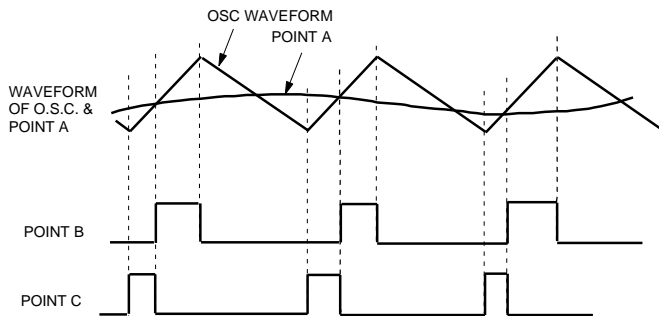 OSC WAVEFORM
POINT A
WAVEFORM
OF O.S.C. &
POINT A
POINT B
POINT C